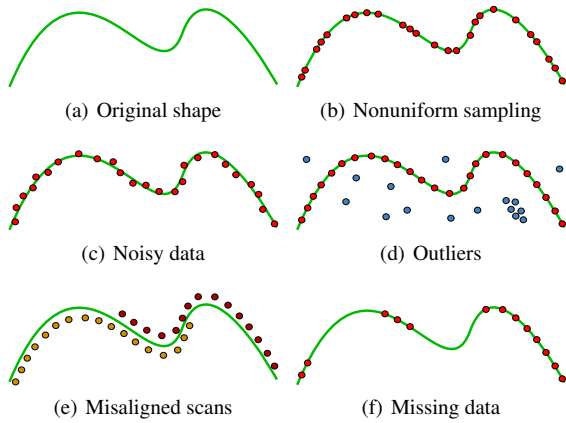 (a) Original shape
(b) Nonuniform sampling
(c) Noisy data
(d) Outliers
(e) Misaligned scans
(f) Missing data